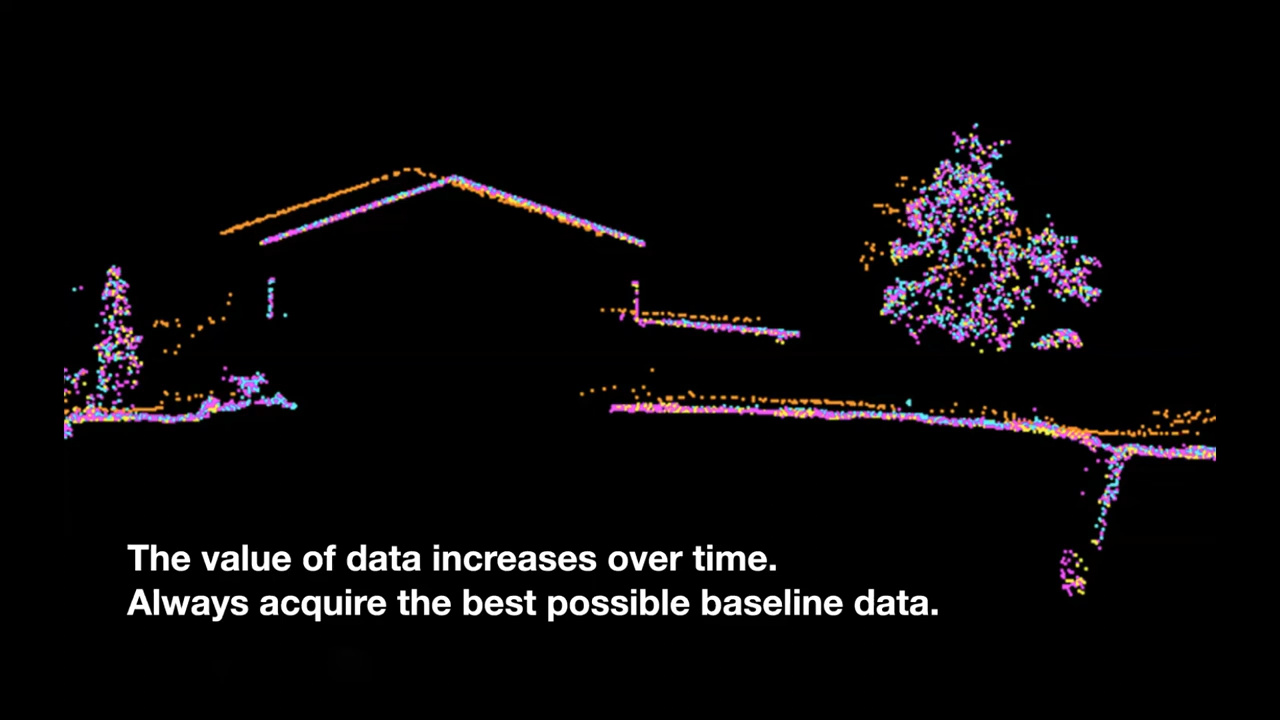 The value of data increases over time.
Always acquire the best possible baseline data.